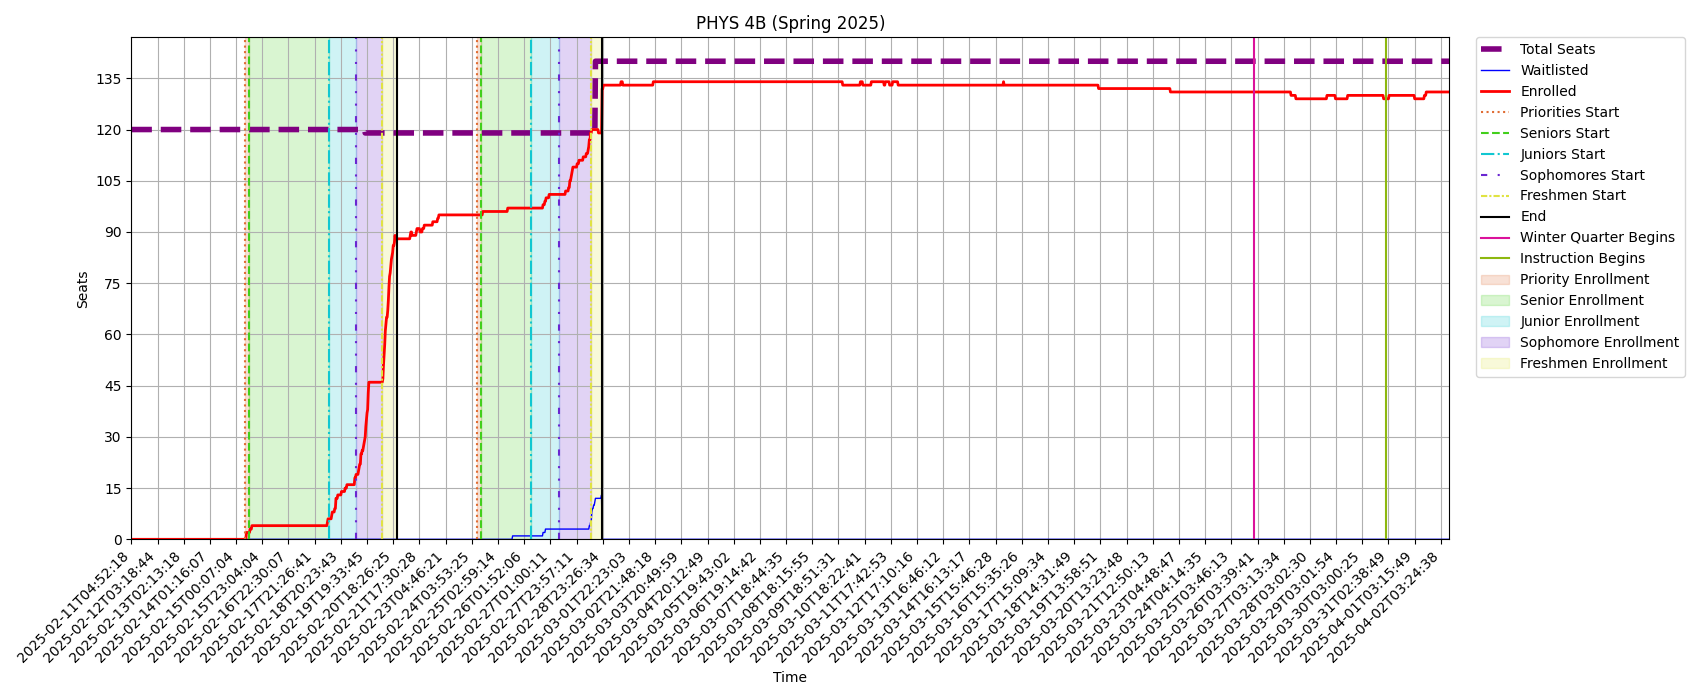 PHYS 4B (Spring 2025)
Seats
135
120
105
90
75
60
45
30
15
0
2025-02-11T04:52:18
2025-02-12T03:18:44
2025-02-13T02:13:18
2025-02-14T01:16:07
2025-02-15T00:07:04
2025-02-15T23:04:04
2025-02-16T22:30:07
2025-02-17T21:26:41
2025-02-18T20:23:43
2025-02-19T19:33:45
2025-02-20T18:26:25
2025-02-21T17:30:28
2025-02-23T04:46:21
2025-02-24T03:53:25
2025-02-25T02:59:14
2025-02-26T01:52:06
2025-02-27T01:00:11
2025-02-27T23:57:11
2025-02-28T23:26:34
2025-03-01T22:23:03
2025-03-02T21:48:18
2025-03-03T20:49:59
2025-03-04T20:12:49
2025-03-05T19:43:02
2025-03-06T19:14:42
2025-03-07T18:44:35
2025-03-08T18:15:55
2025-03-09T18:51:31
2025-03-10T18:22:41
2025-03-11T17:42:53
2025-03-12T17:10:16
2025-03-13T16:46:12
2025-03-14T16:13:17
2025-03-15T15:46:28
2025-03-16T15:35:26
2025-03-17T15:09:34
2025-03-18T14:31:49
2025-03-19T13:58:51
2025-03-20T13:23:48
2025-03-21T12:50:13
2025-03-23T04:48:47
2025-03-24T04:14:35
2025-03-25T03:46:13
2025-03-26T03:39:41
2025-03-27T03:13:34
2025-03-28T03:02:30
2025-03-29T03:01:54
2025-03-30T03:00:25
2025-03-31T02:38:49
2025-04-01T03:15:49
2025-04-02T03:24:38
Time
Total Seats
Waitlisted
Enrolled
Priorities Start
Seniors Start
Juniors Start
Sophomores Start
Freshmen Start
End
Winter Quarter Begins
Instruction Begins
Priority Enrollment
Senior Enrollment
Junior Enrollment
Sophomore Enrollment
Freshmen Enrollment